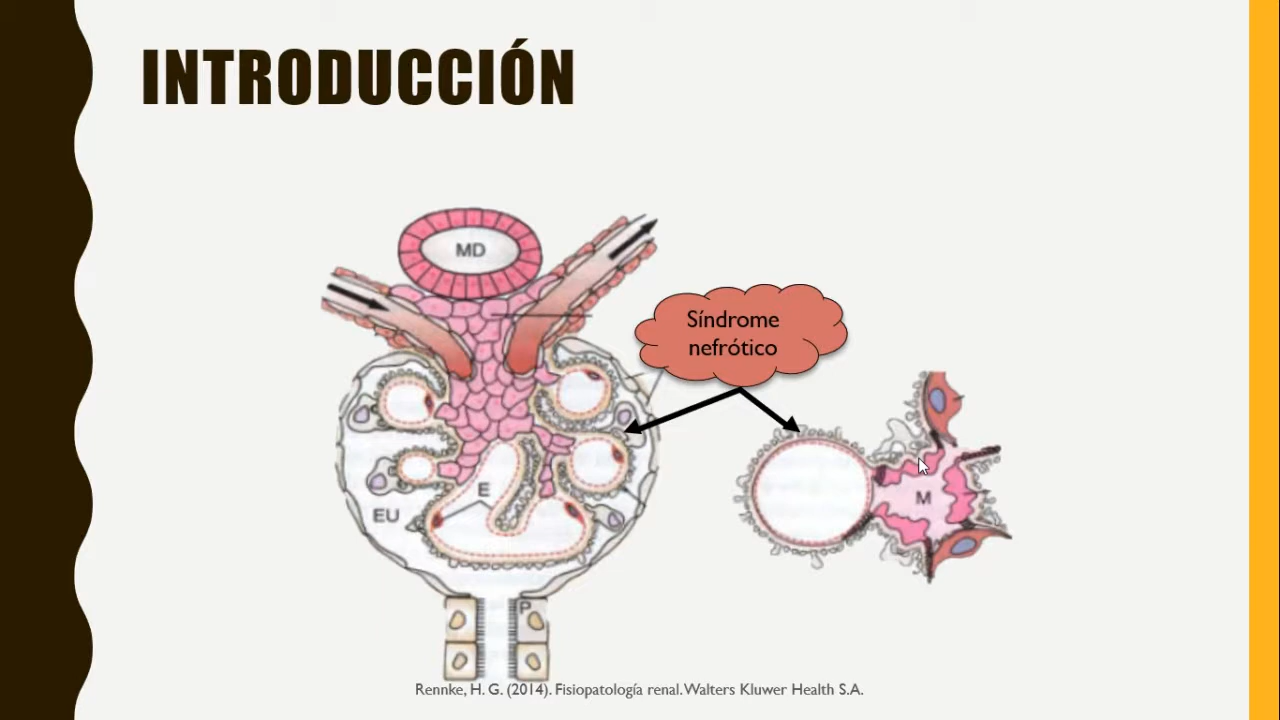 INTRODUCCIÓN
MD
Síndrome
nefrótico
E
EU
M
P
Rennke, H. G. (2014). Fisiopatología renal. Walters Kluwer Health S.A.